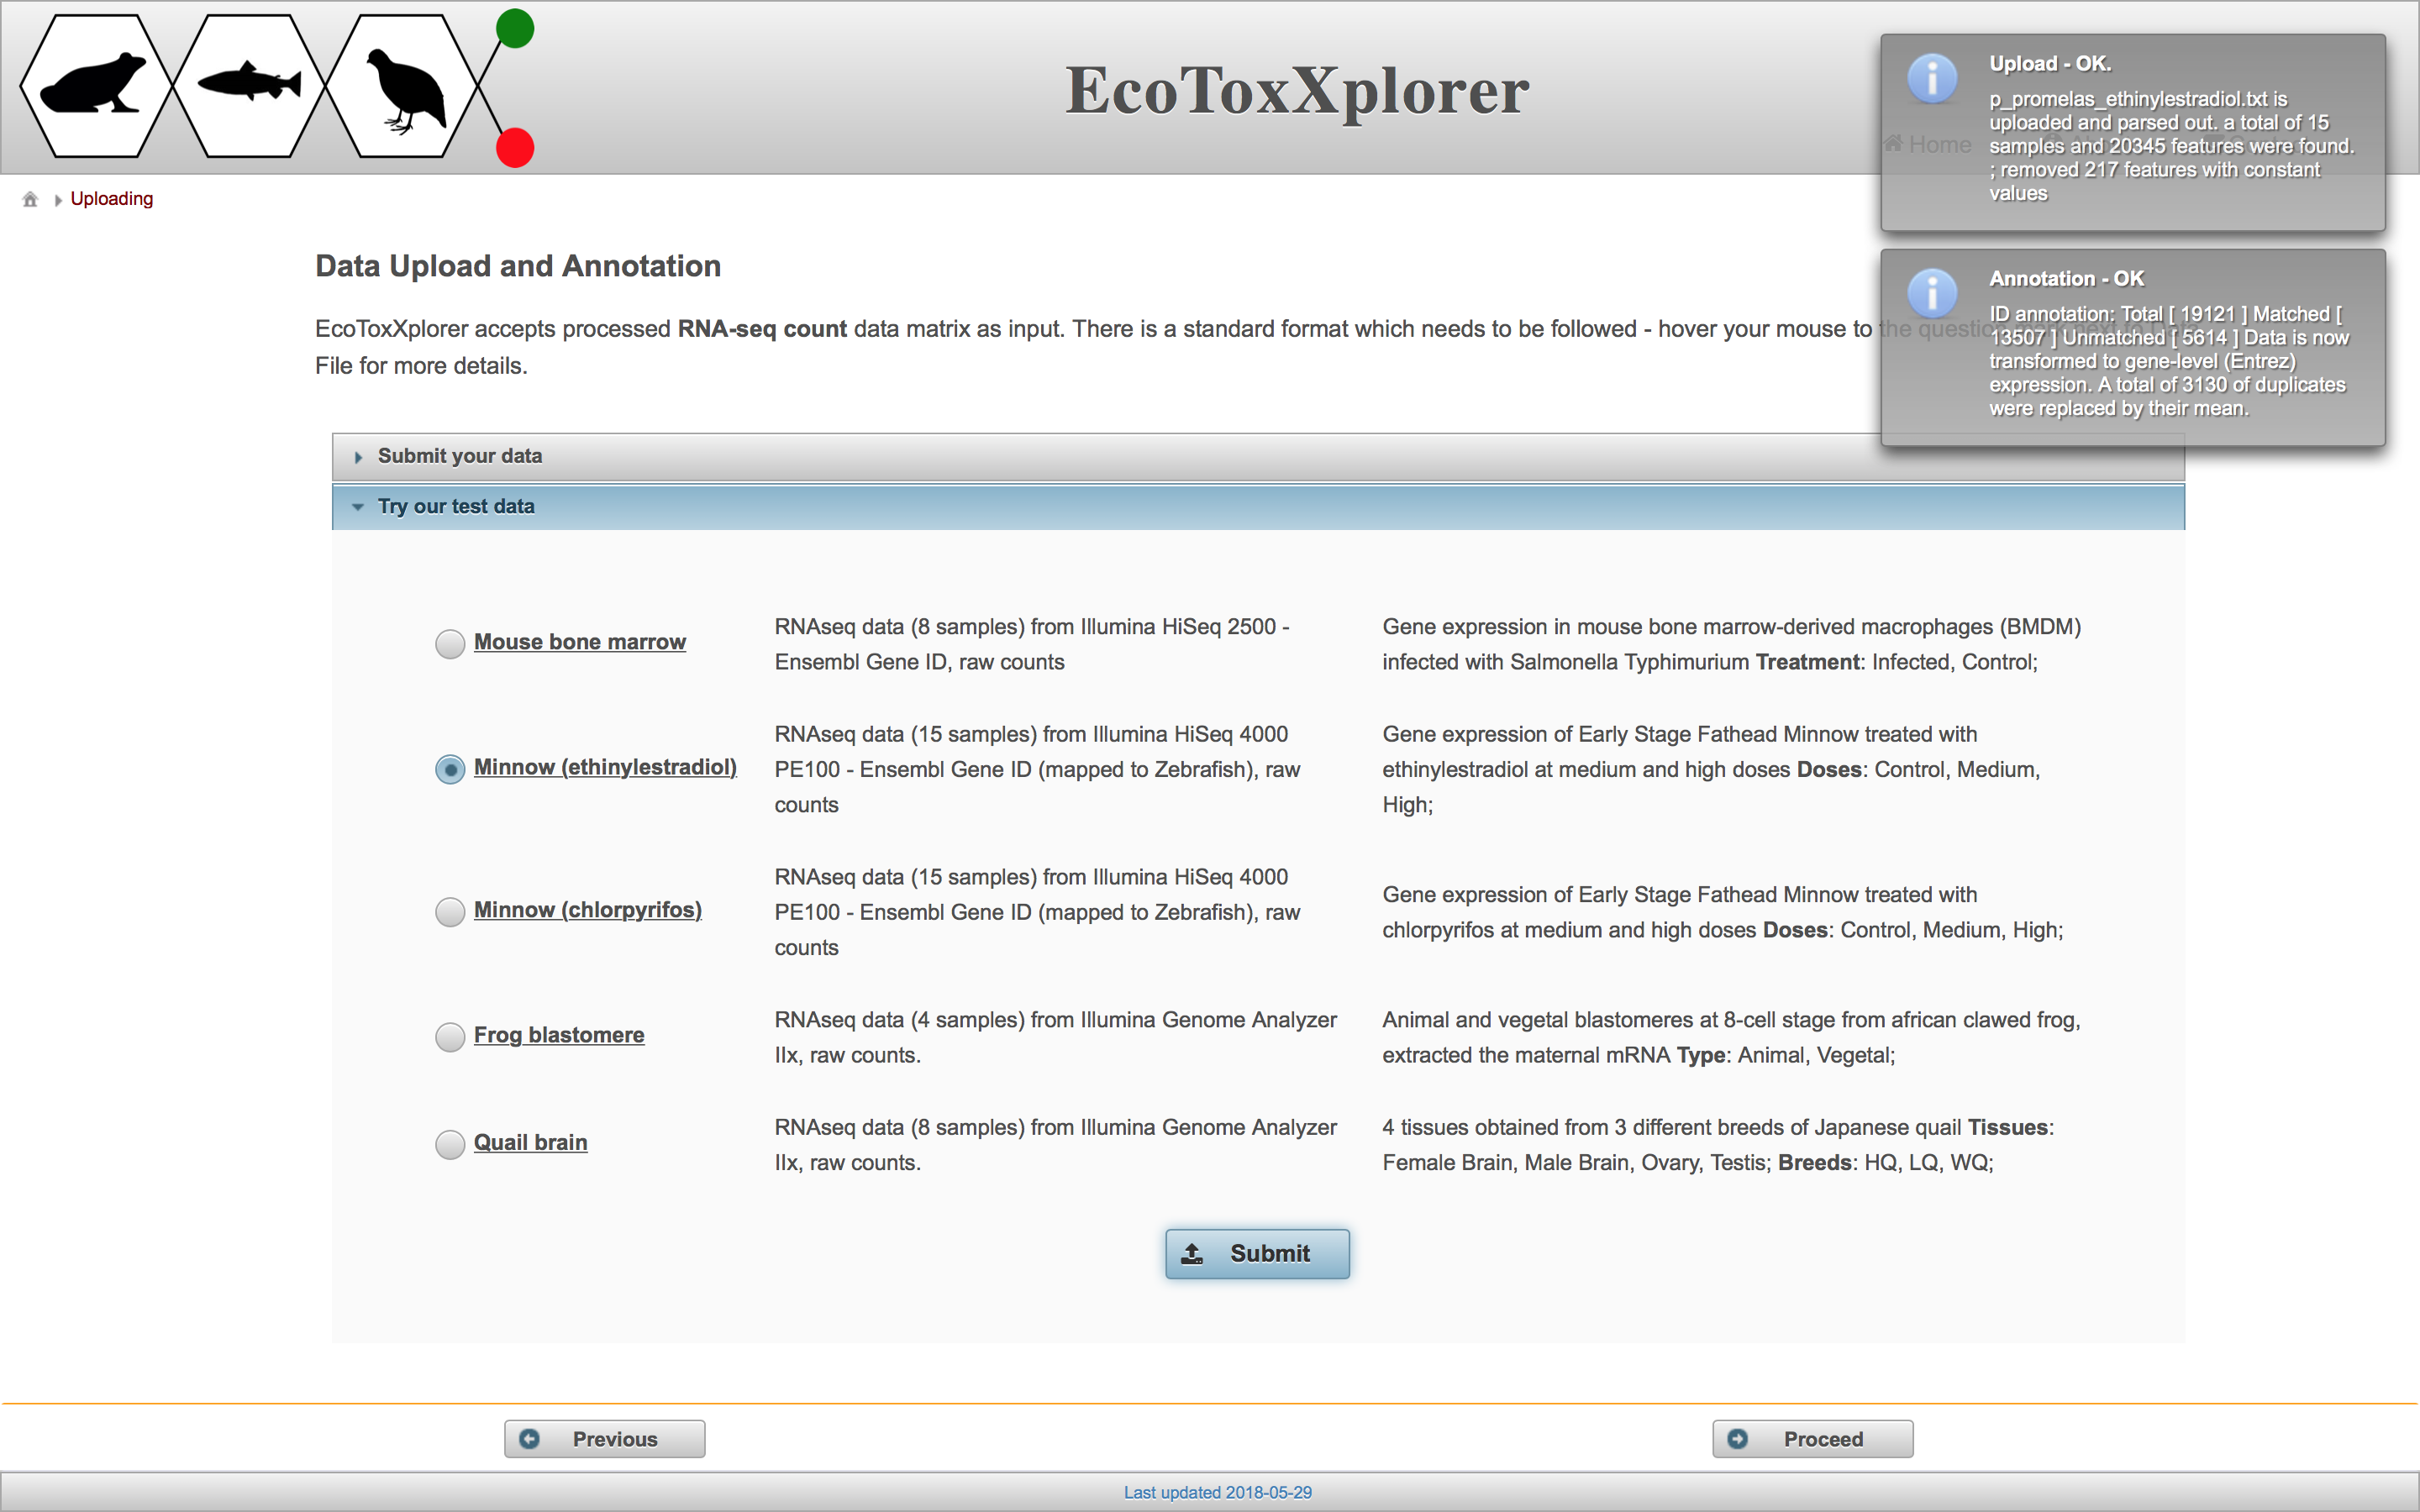 EcoToxXplorer
Home
Upload - OK.
p_promelas_ethinylestradiol.txt is
uploaded and parsed out. a total of 15
samples and 20345 features were found.
; removed 217 features with constant
values
Annotation - OK
ID annotation: Total [ 19121 ] Matched [
13507 ] Unmatched [ 5614 ] Data is now
transformed to gene-level (Entrez)
expression. A total of 3130 of duplicates
were replaced by their mean.
Uploading
Data Upload and Annotation
EcoToxXplorer accepts processed RNA-seq count data matrix as input. There is a standard format which needs to be followed - hover your mouse to the question mark next to Data
File for more details.
Submit your data
Try our test data
Mouse bone marrow
RNAseq data (8 samples) from Illumina HiSeq 2500 -
Ensembl Gene ID, raw counts
Gene expression in mouse bone marrow-derived macrophages (BMDM)
infected with Salmonella Typhimurium Treatment: Infected, Control;
Minnow (ethinylestradiol)
RNAseq data (15 samples) from Illumina HiSeq 4000
PE100 - Ensembl Gene ID (mapped to Zebrafish), raw
counts
Gene expression of Early Stage Fathead Minnow treated with
ethinylestradiol at medium and high doses Doses: Control, Medium,
High;
Minnow (chlorpyrifos)
RNAseq data (15 samples) from Illumina HiSeq 4000
PE100 - Ensembl Gene ID (mapped to Zebrafish), raw
counts
Gene expression of Early Stage Fathead Minnow treated with
chlorpyrifos at medium and high doses Doses: Control, Medium, High;
Frog blastomere
RNAseq data (4 samples) from Illumina Genome Analyzer
IIx, raw counts.
Animal and vegetal blastomeres at 8-cell stage from african clawed frog,
extracted the maternal mRNA Type: Animal, Vegetal;
Quail brain
RNAseq data (8 samples) from Illumina Genome Analyzer
IIx, raw counts.
4 tissues obtained from 3 different breeds of Japanese quail Tissues:
Female Brain, Male Brain, Ovary, Testis; Breeds: HQ, LQ, WQ;
Submit
Previous
Proceed
Last updated 2018-05-29